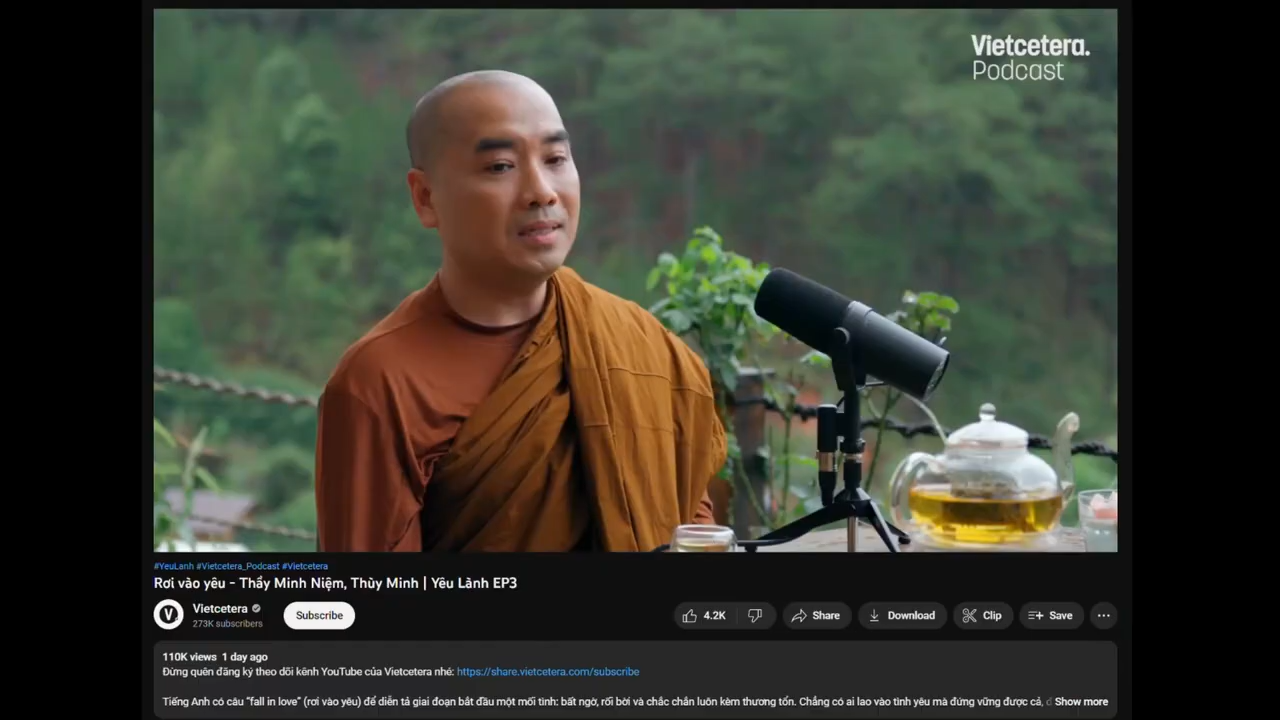 Vietcetera.
Podcast
#YeuLanh #Vietcetera_Podcast #Vietcetera
Rơi vào yêu - Thầy Minh Niệm, Thùy Minh | Yêu Lành EP3
V
Vietcetera
273K subscribers
Subscribe
4.2K
Share
Download
Clip
Save
110K views 1 day ago
Đừng quên đăng ký theo dõi kênh YouTube của Vietcetera nhé: https://share.vietcetera.com/subscribe
Tiếng Anh có câu "fall in love" (rơi vào yêu) để diễn tả giai đoạn bắt đầu một mối tình: bất ngờ, rối bời và chắc chắn luôn kèm thương tổn. Chẳng có ai lao vào tình yêu mà đứng vững được cả, Show more